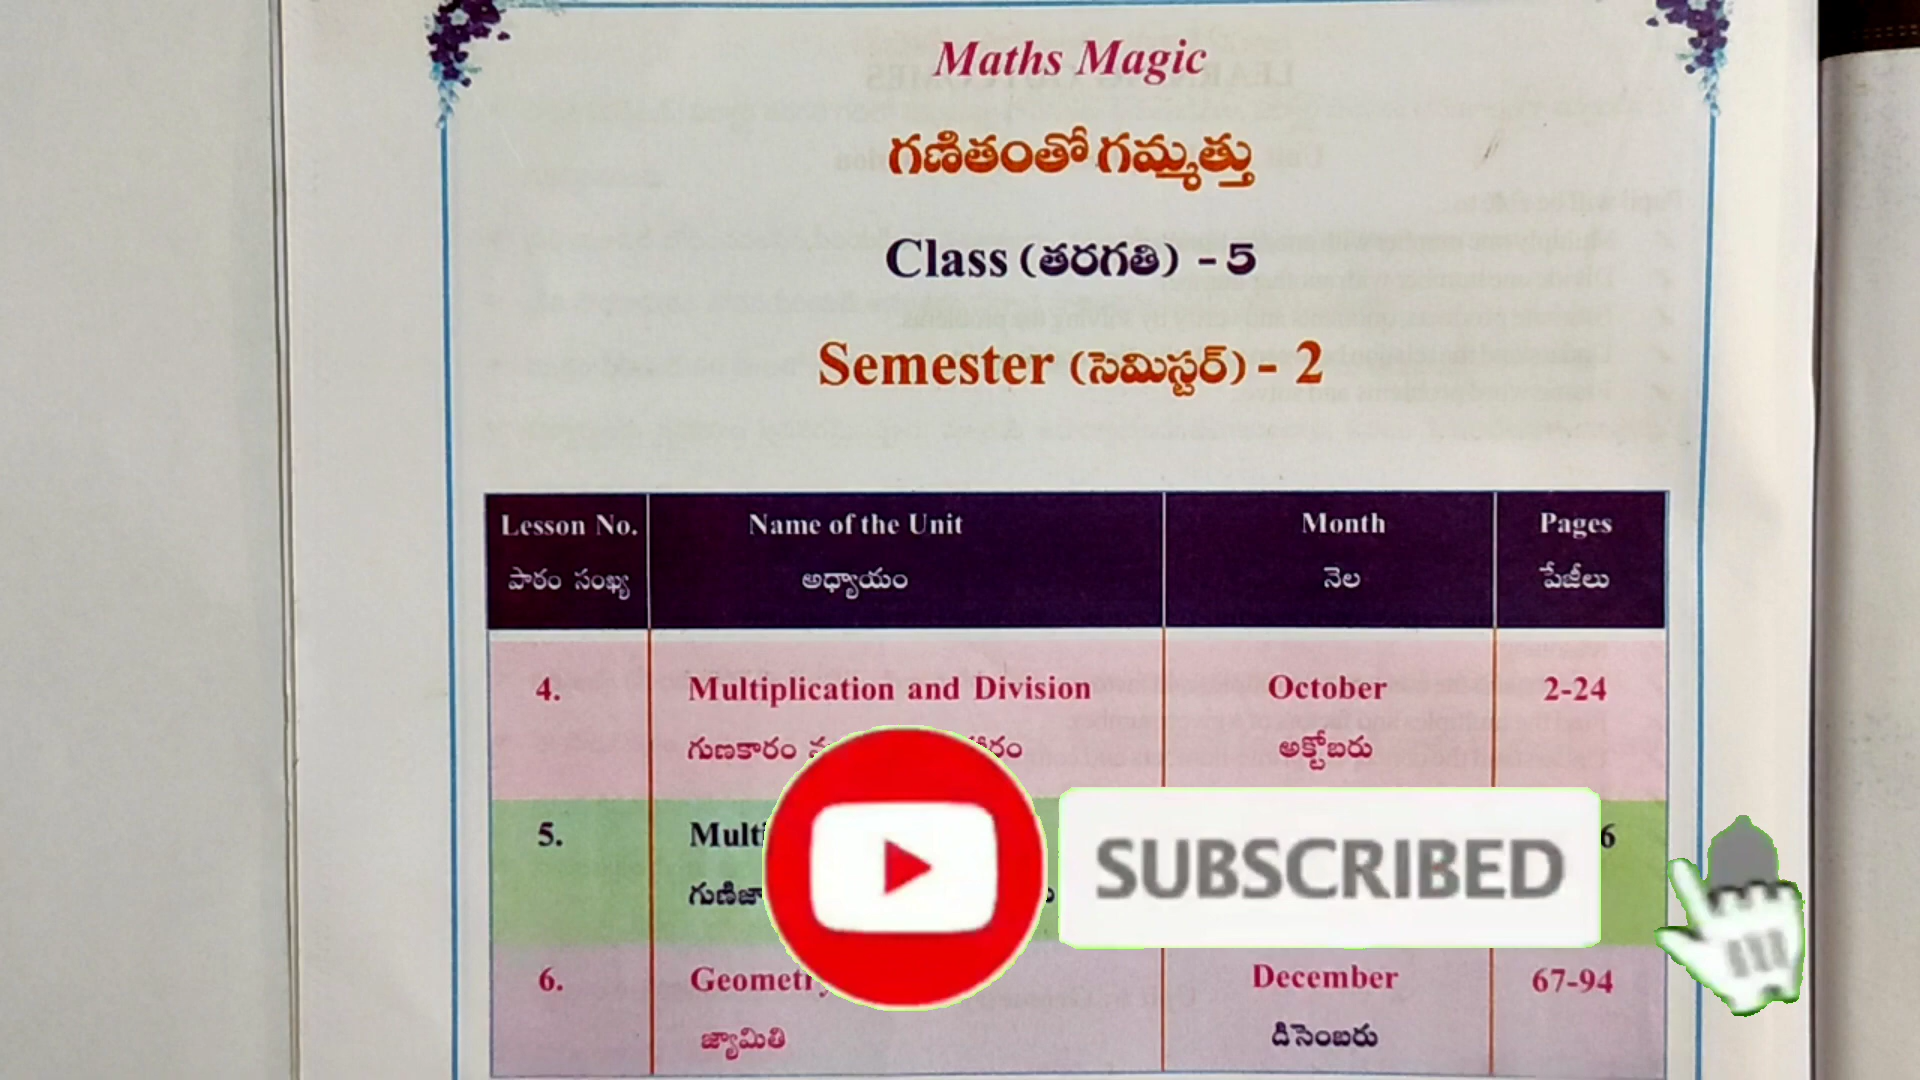 Maths Magic
గణితంతో గమ్మత్తు
Class (తరగతి) - 5
Semester (సెమిస్టర్) - 2
Lesson No. Name of the Unit Month Pages
పాఠం సంఖ్య అధ్యాయం నెల పేజీలు
4. Multiplication and Division October 2-24
గుణకారం అక్టోబరు
5.
SUBSCRIBED
6. Geometry December 67-94
జ్యామితి డిసెంబరు